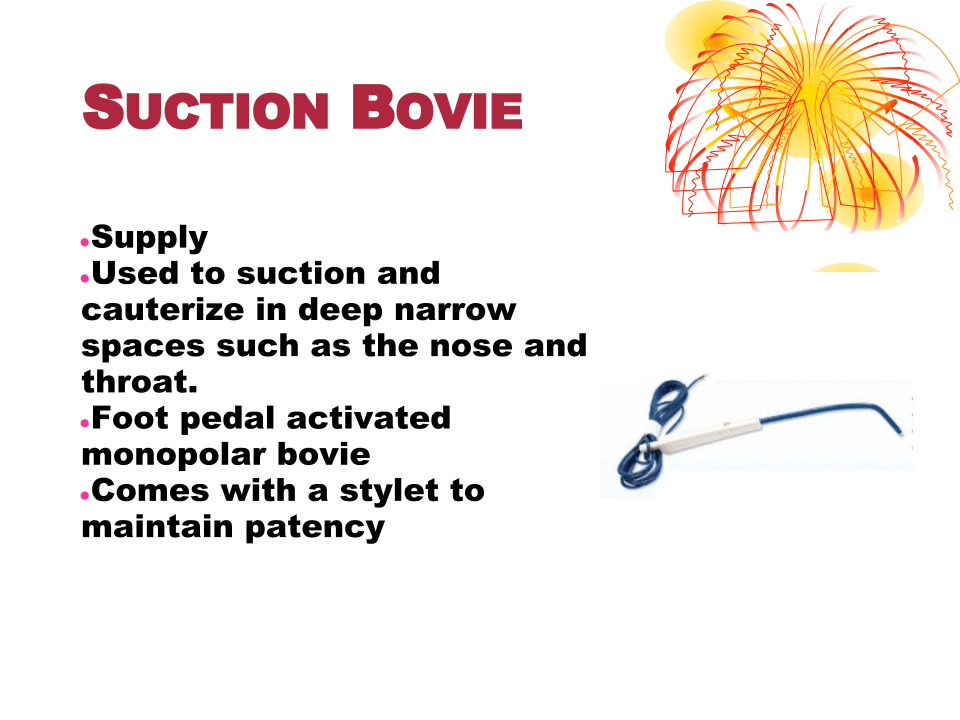 SUCTION BOVIE
•Supply
•Used to suction and
cauterize in deep narrow
spaces such as the nose and
throat.
•Foot pedal activated
monopolar bovie
•Comes with a stylet to
maintain patency